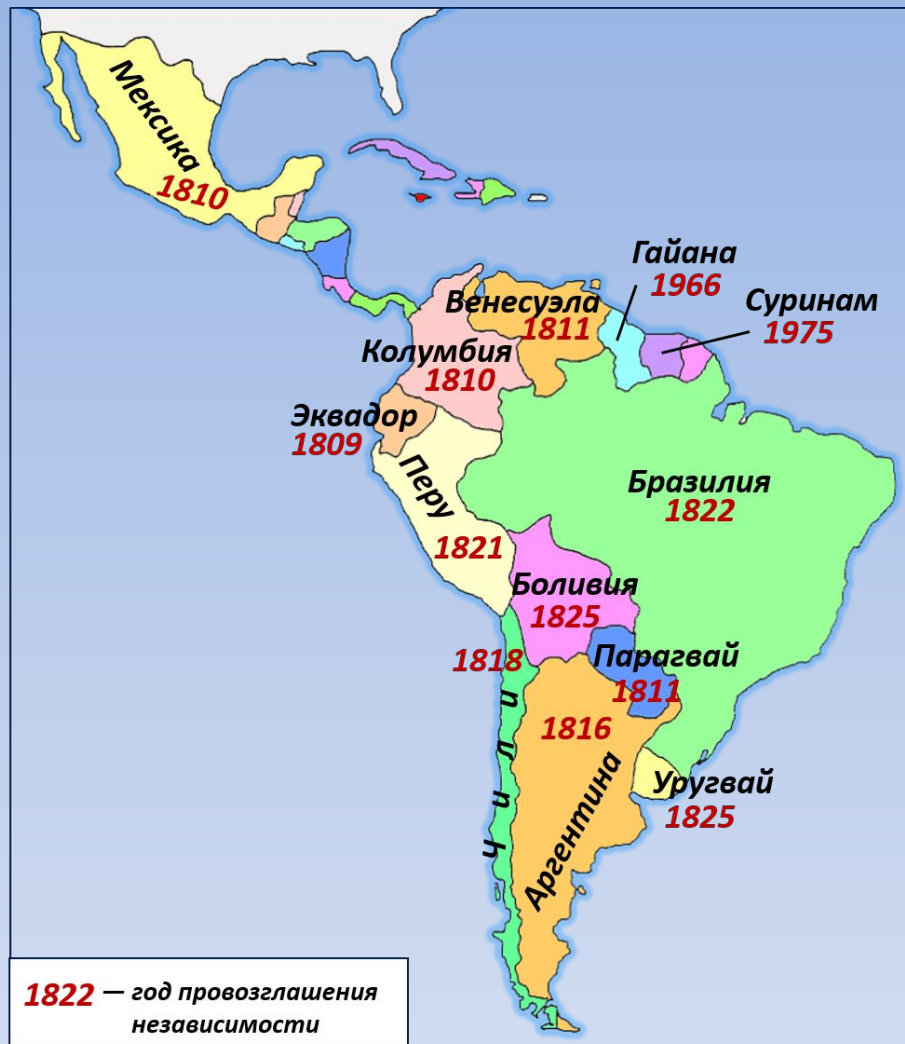 Мексика
1810
Гайана
1966
Суринам
1975
Венесуэла
1811
Колумбия
1810
Эквадор
1809
Перу
1821
Бразилия
1822
Боливия
1825
Парагвай
1811
1818
Чили
1816
Аргентина
Уругвай
1825
1822 — год провозглашения
независимости